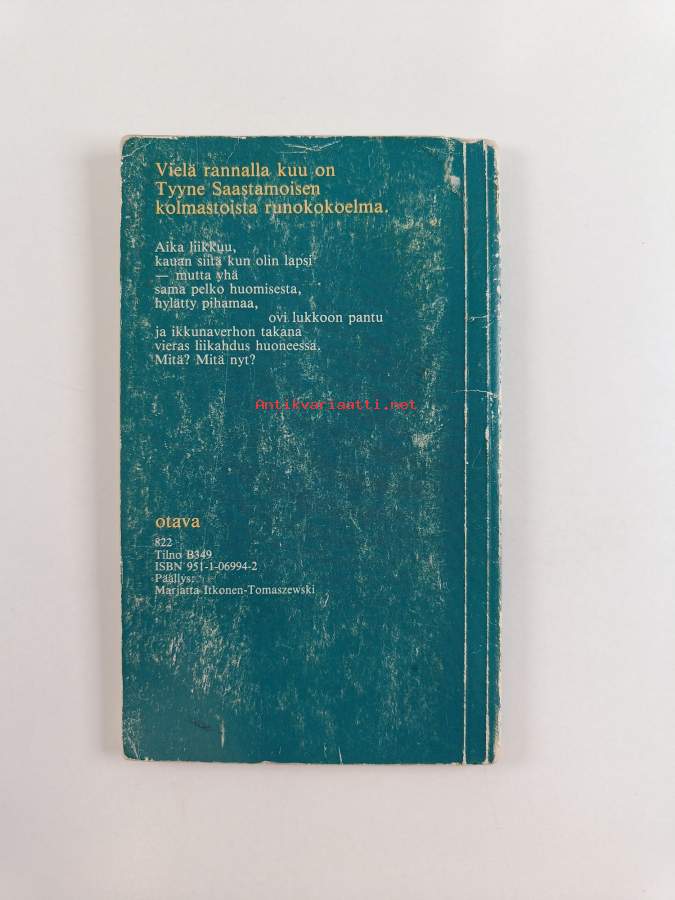 Vielä rannalla kuu on
Tyyne Saastamoisen
kolmastoista runokokoelma.
Aika liikkuu,
kauan siitä kun olin lapsi
— mutta yhä
sama pelko huomisesta,
hylätty pihamaa,
ovi lukkoon pantu
ja ikkunaverhon takana
vieras liikahdus huoneessa.
Mitä? Mitä nyt?
Antikvariaatti.net
otava
822
Tilno B349
ISBN 951-1-06994-2
Päällys:
Marjatta Itkonen-Tomaszewski